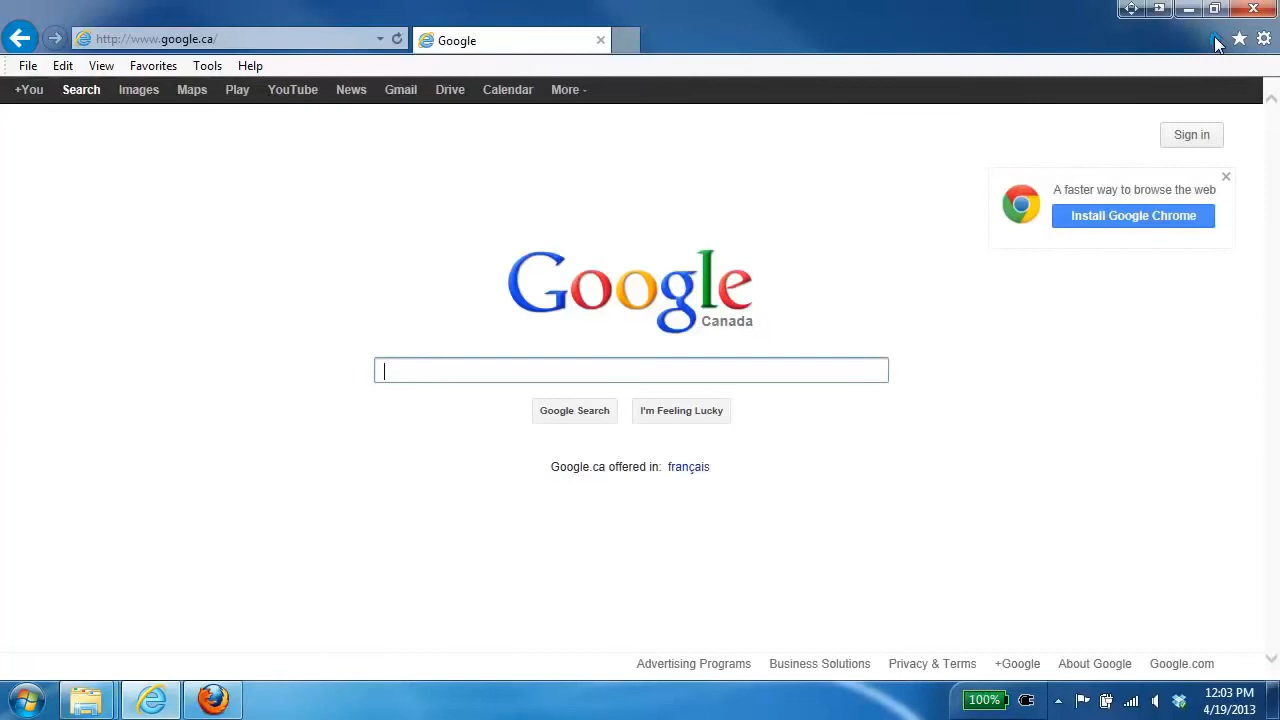 http://www.google.ca/
Google
File Edit View Favorites Tools Help
+You Search Images Maps Play YouTube News Gmail Drive Calendar More
Sign in
A faster way to browse the web
Install Google Chrome
Google
Canada
Google Search I'm Feeling Lucky
Google.ca offered in: français
Advertising Programs Business Solutions Privacy & Terms +Google About Google Google.com
100%
12:03 PM
4/19/2013